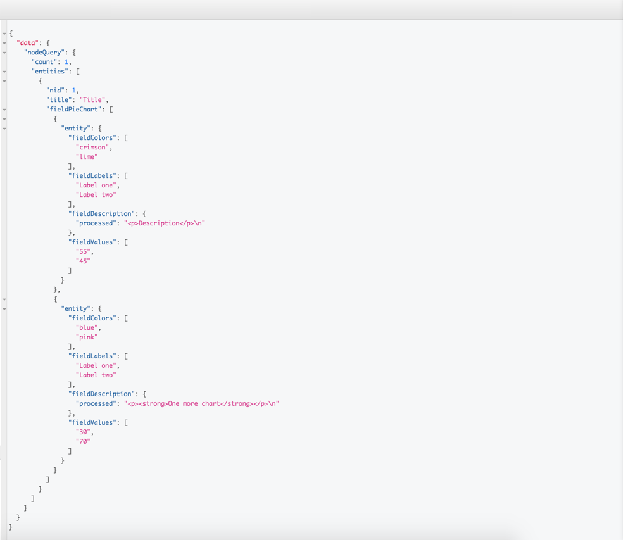 {
"data": {
"nodeQuery": {
"count": 1,
"entities": [
{
"nid": 1,
"title": "Title",
"fieldPieChart": [
{
"entity": {
"fieldColors": [
"crimson",
"lime"
],
"fieldLabels": [
"Label one",
"Label two"
],
"fieldDescription": {
"processed": "<p>Description</p>\n"
},
"fieldValues": [
"55",
"45"
]
}
},
{
"entity": {
"fieldColors": [
"blue",
"pink"
],
"fieldLabels": [
"Label one",
"Label two"
],
"fieldDescription": {
"processed": "<p><strong>One more chart</strong></p>\n"
},
"fieldValues": [
"30",
"70"
]
}
}
]
}
]
}
}
}